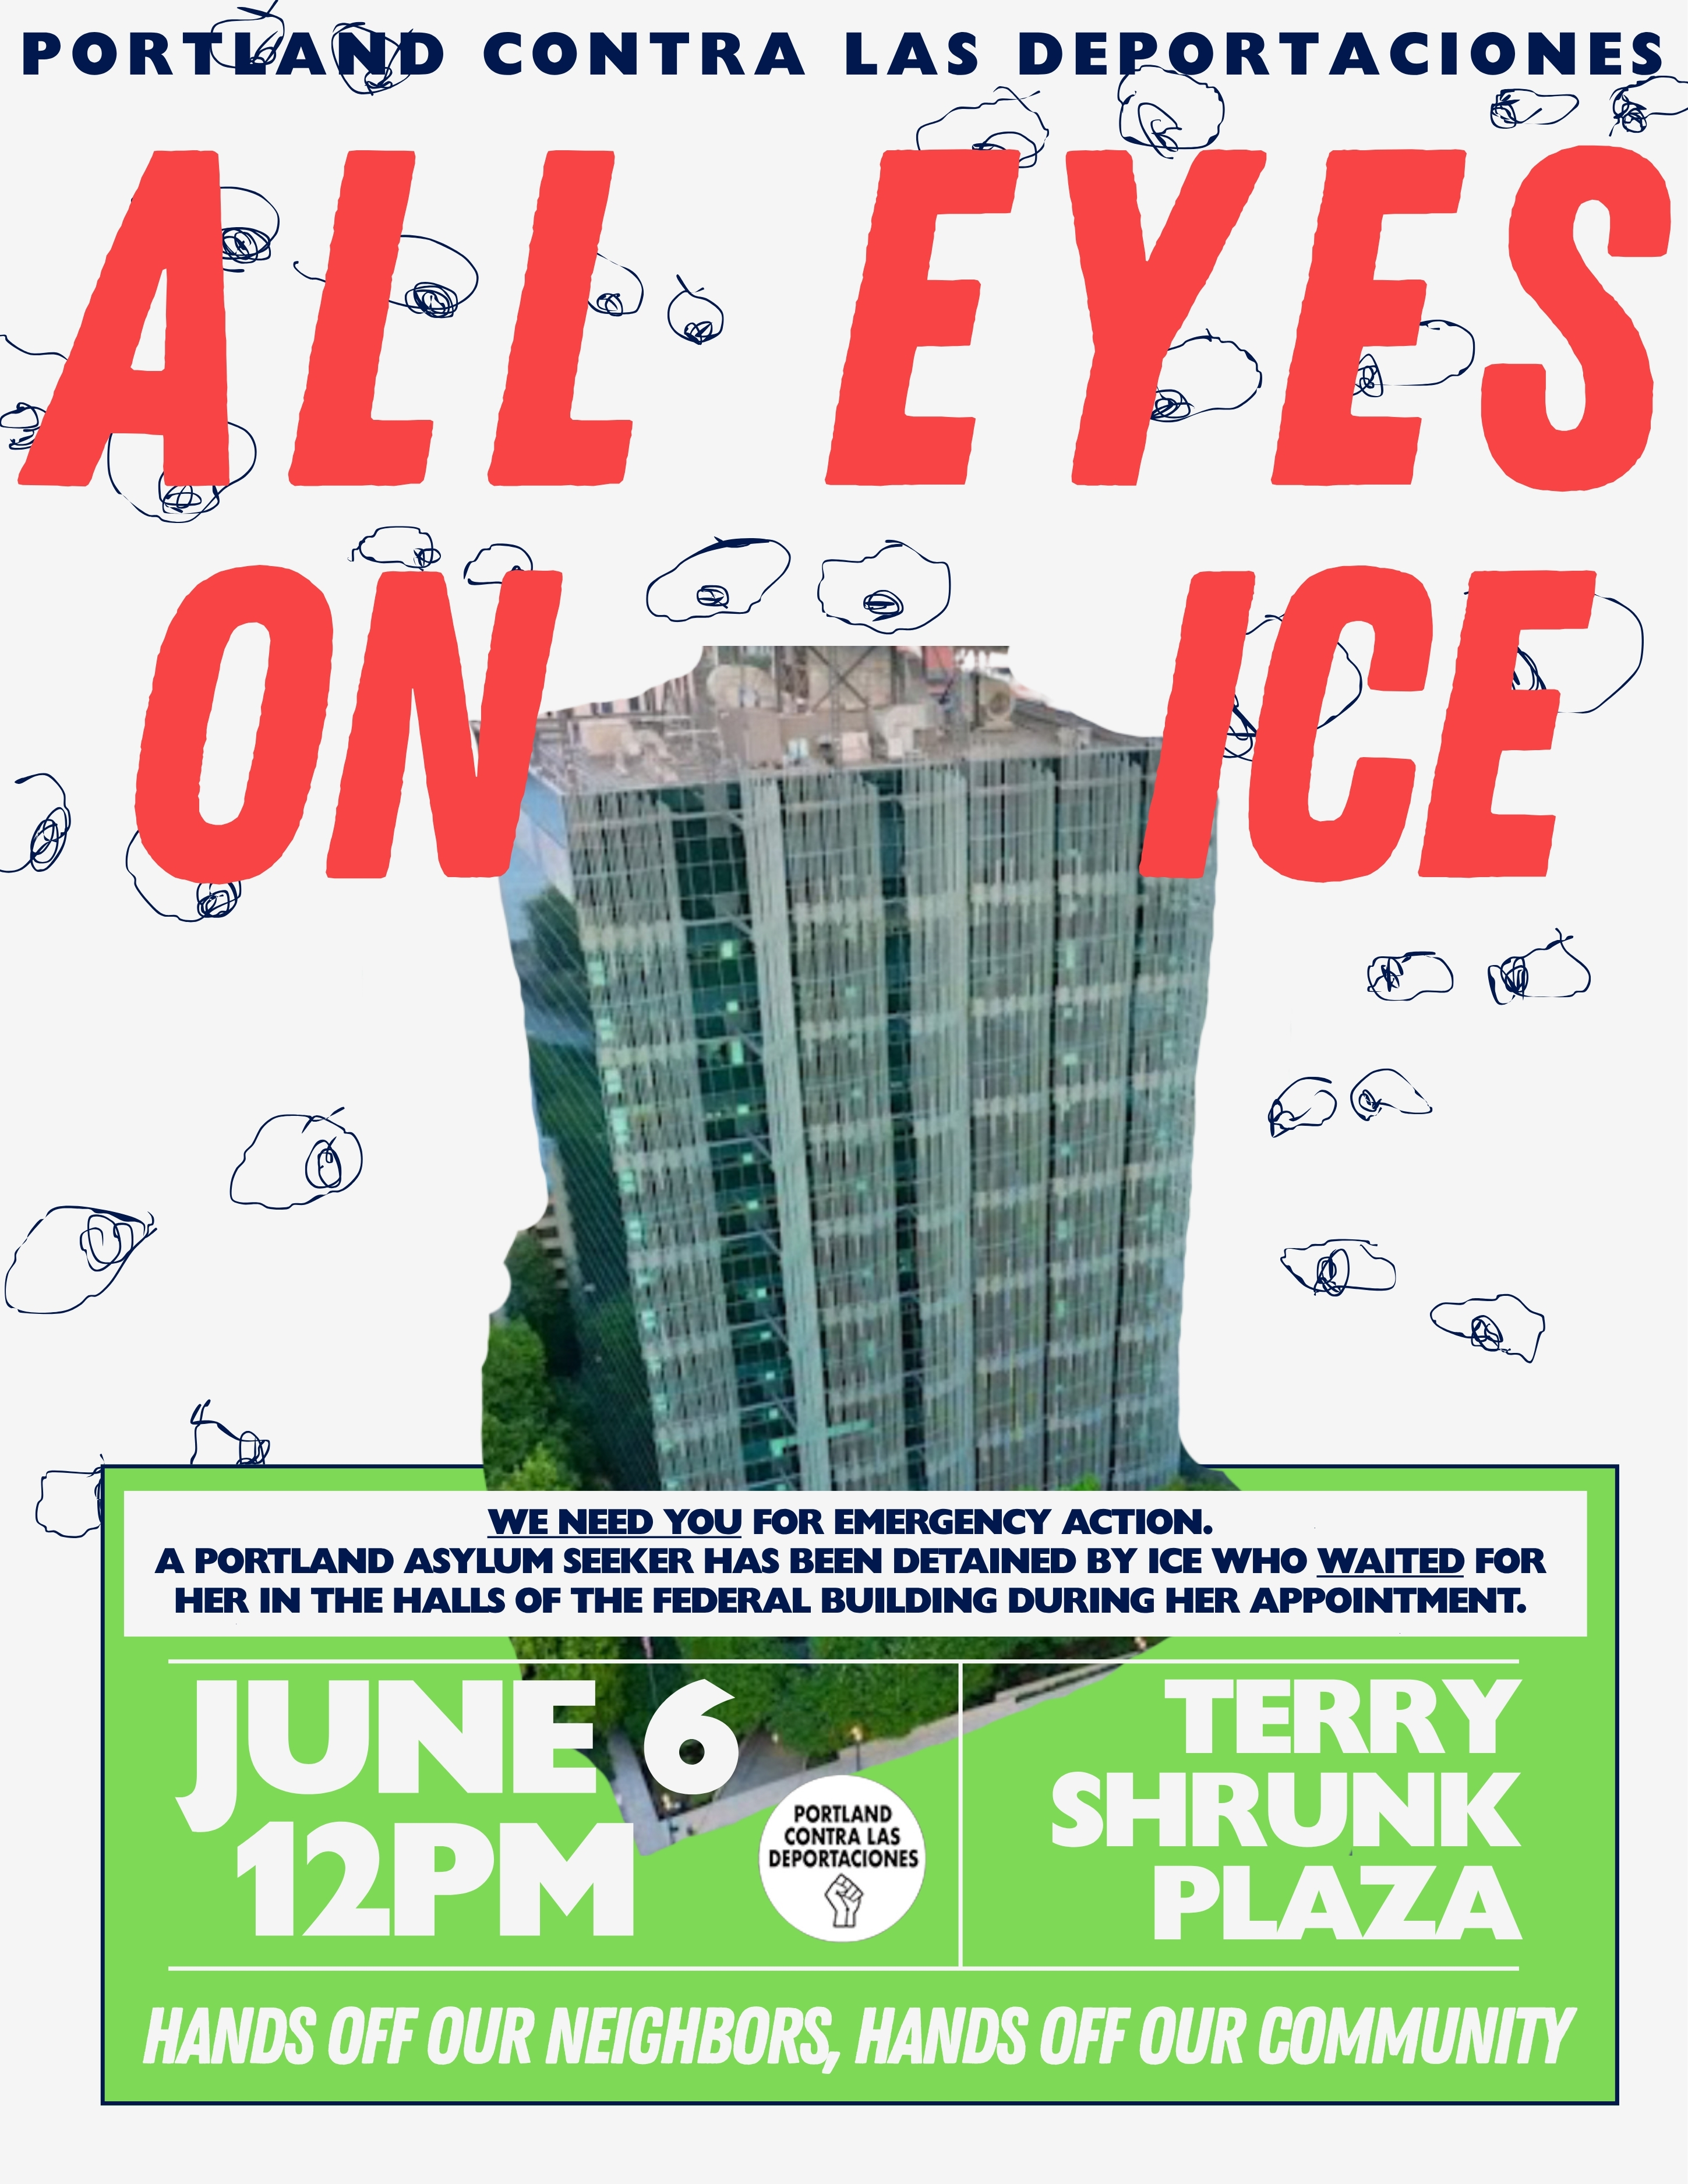 PORTLAND CONTRA LAS DEPORTACIONES
ALL EYES
ON ICE
WE NEED YOU FOR EMERGENCY ACTION.
A PORTLAND ASYLUM SEEKER HAS BEEN DETAINED BY ICE WHO WAITED FOR
HER IN THE HALLS OF THE FEDERAL BUILDING DURING HER APPOINTMENT.
JUNE 6
12PM
PORTLAND
CONTRA LAS
DEPORTACIONES
TERRY
SHRUNK
PLAZA
HANDS OFF OUR NEIGHBORS, HANDS OFF OUR COMMUNITY